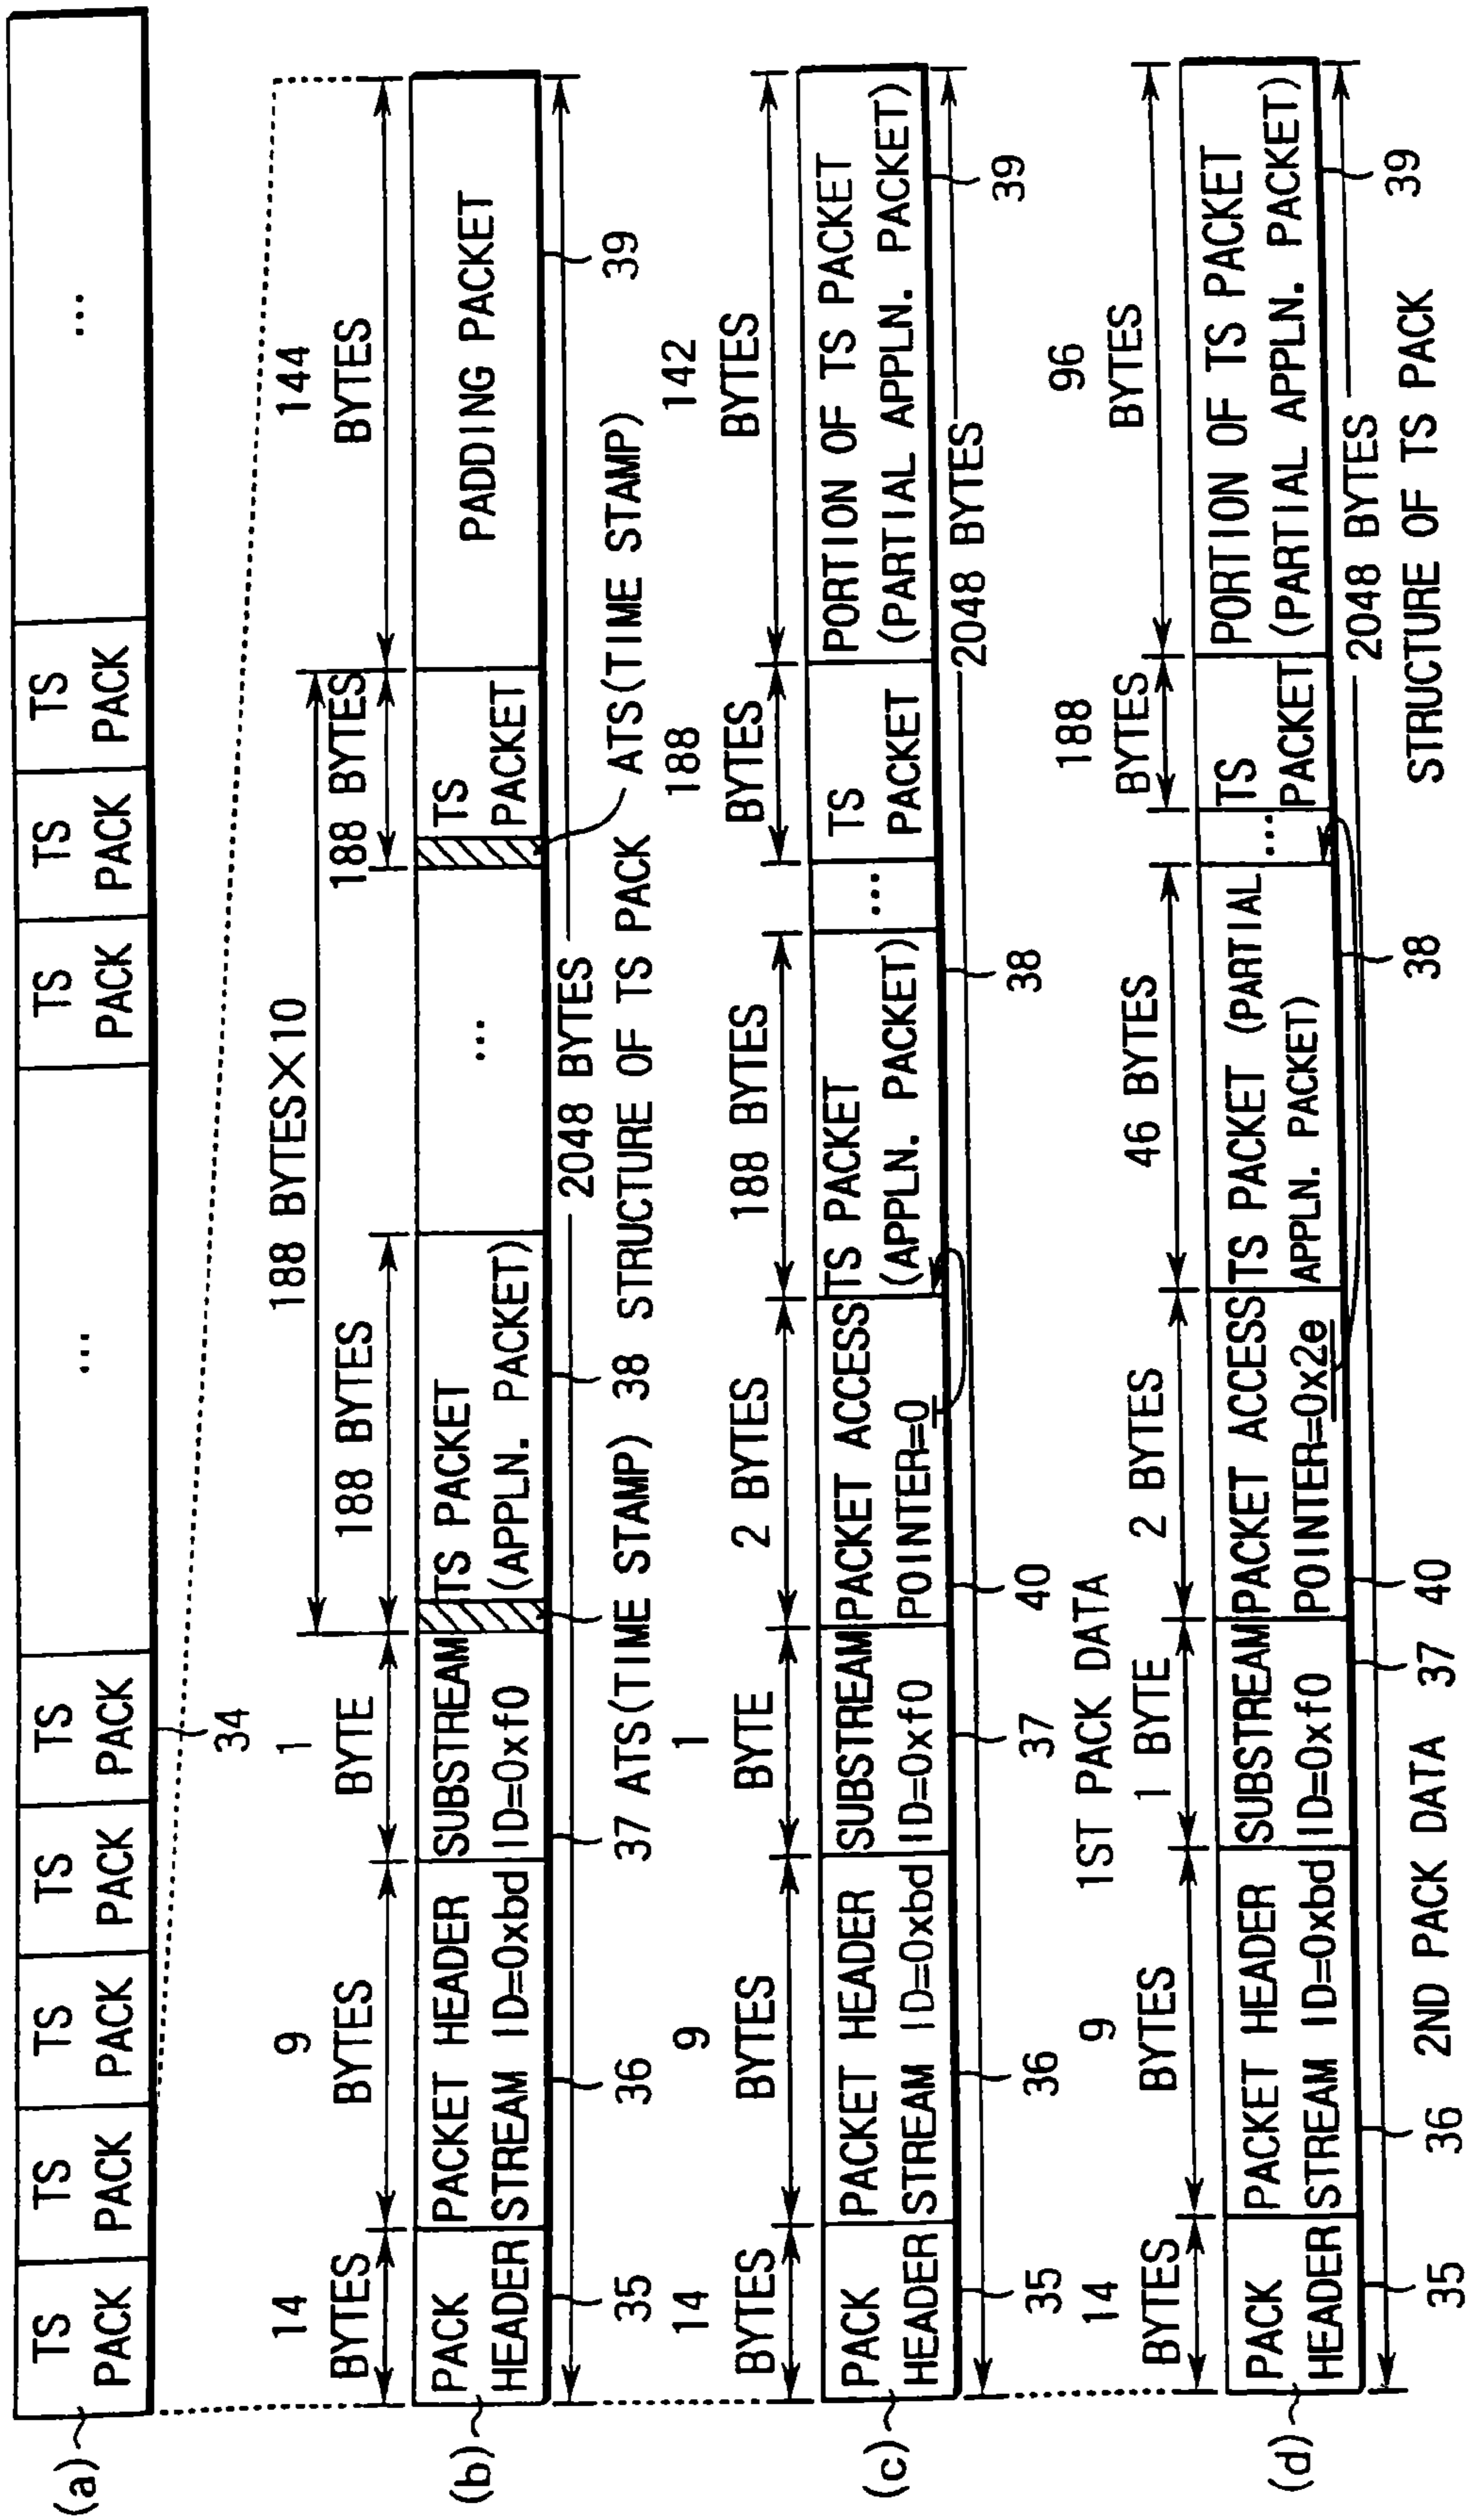 (a)
TS PACK
TS PACK
TS PACK
TS PACK
TS PACK
...
TS PACK
TS PACK
TS PACK
...
34
188 BYTES×10
14 BYTES
9 BYTES
1 BYTE
188 BYTES
188 BYTES
144 BYTES
(b)
PACK HEADER
PACKET HEADER
STREAM ID=0xbd
SUBSTREAM
ID=0xf0
TS PACKET
(APPLN. PACKET)
...
TS PACKET
PADDING PACKET
2048 BYTES
35
36
37
ATS(TIME STAMP)
38
STRUCTURE OF TS PACK
ATS(TIME STAMP)
39
14 BYTES
9 BYTES
1 BYTE
2 BYTES
188 BYTES
188 BYTES
142 BYTES
(c)
PACK HEADER
PACKET HEADER
STREAM ID=0xbd
SUBSTREAM
ID=0xf0
PACKET ACCESS
POINTER=0
TS PACKET
(APPLN. PACKET)
...
TS PACKET
PORTION OF TS PACKET
(PARTIAL APPLN. PACKET)
2048 BYTES
35
36
37
40
38
39
1ST PACK DATA
14 BYTES
9 BYTES
1 BYTE
2 BYTES
46 BYTES
188 BYTES
96 BYTES
(d)
PACK HEADER
PACKET HEADER
STREAM ID=0xbd
SUBSTREAM
ID=0xf0
PACKET ACCESS
POINTER=0x2e
TS PACKET (PARTIAL
APPLN. PACKET)
...
TS PACKET
PORTION OF TS PACKET
(PARTIAL APPLN. PACKET)
2048 BYTES
35
36
2ND PACK DATA
37
40
38
STRUCTURE OF TS PACK
39